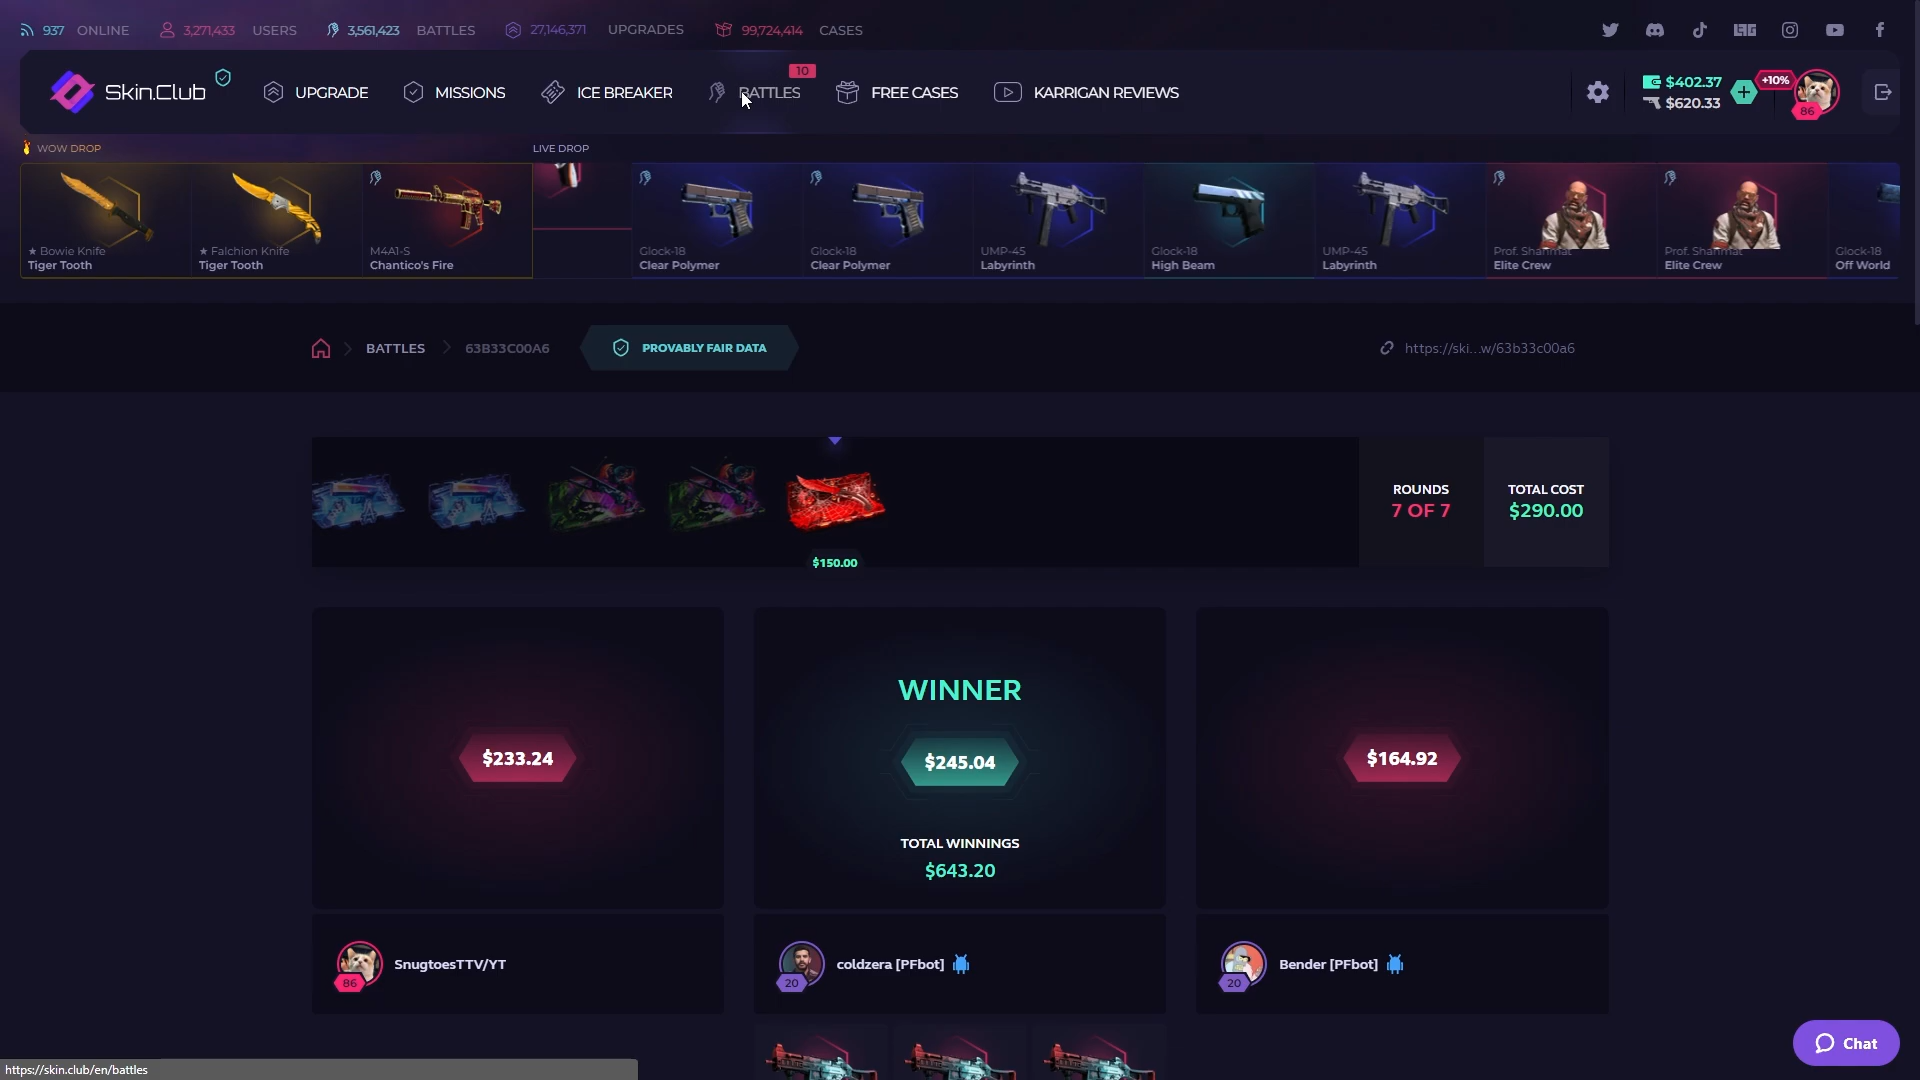 937 ONLINE 3,271,433 USERS 3,561,423 BATTLES 27,146,371 UPGRADES 99,724,414 CASES
Skin.Club UPGRADE MISSIONS ICE BREAKER BATTLES 10 FREE CASES KARRIGAN REVIEWS $402.37 +10%
$620.33 86
WOW DROP LIVE DROP
★ Bowie Knife ★ Falchion Knife M4A1-S Glock-18 Glock-18 UMP-45 Glock-18 UMP-45 Prof. Shahmat Prof. Shahmat Glock-18
Tiger Tooth Tiger Tooth Chantico's Fire Clear Polymer Clear Polymer Labyrinth High Beam Labyrinth Elite Crew Elite Crew Off World
BATTLES 63B33C00A6 PROVABLY FAIR DATA https://ski...w/63b33c00a6
ROUNDS TOTAL COST
7 OF 7 $290.00
$150.00
WINNER
$233.24 $245.04 $164.92
TOTAL WINNINGS
$643.20
SnugtoesTTV/YT coldzera [PFbot] Bender [PFbot]
86 20 20
Chat
https://skin.club/en/battles